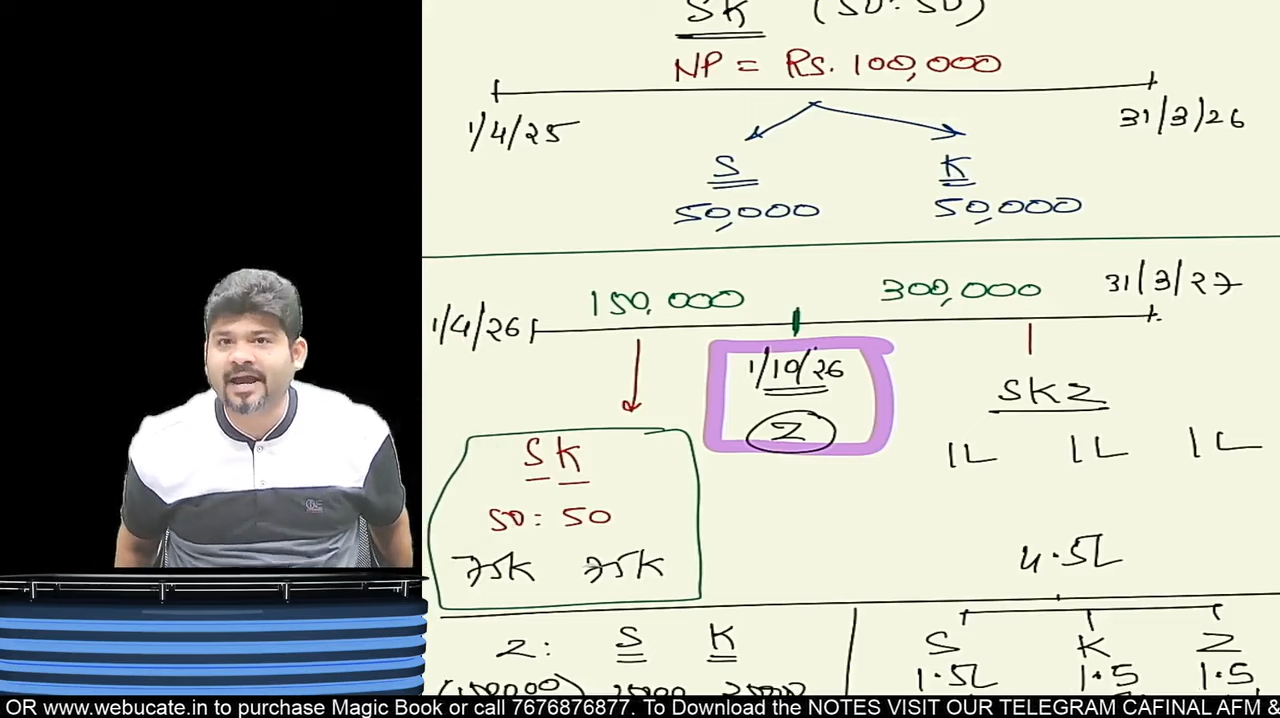 SK (50:50)
NP = Rs. 100,000
1/4/25
31/3/26
S
K
50,000
50,000
150,000
300,000
31/3/27
1/4/26
1/10/26
Z
SKZ
1L 1L 1L
SK
50:50
75K 75K
4.5L
Z: S K
S K Z
1.5L 1.5 1.5
OR www.webucate.in to purchase Magic Book or call 7676876877. To Download the NOTES VISIT OUR TELEGRAM CAFINAL AFM &